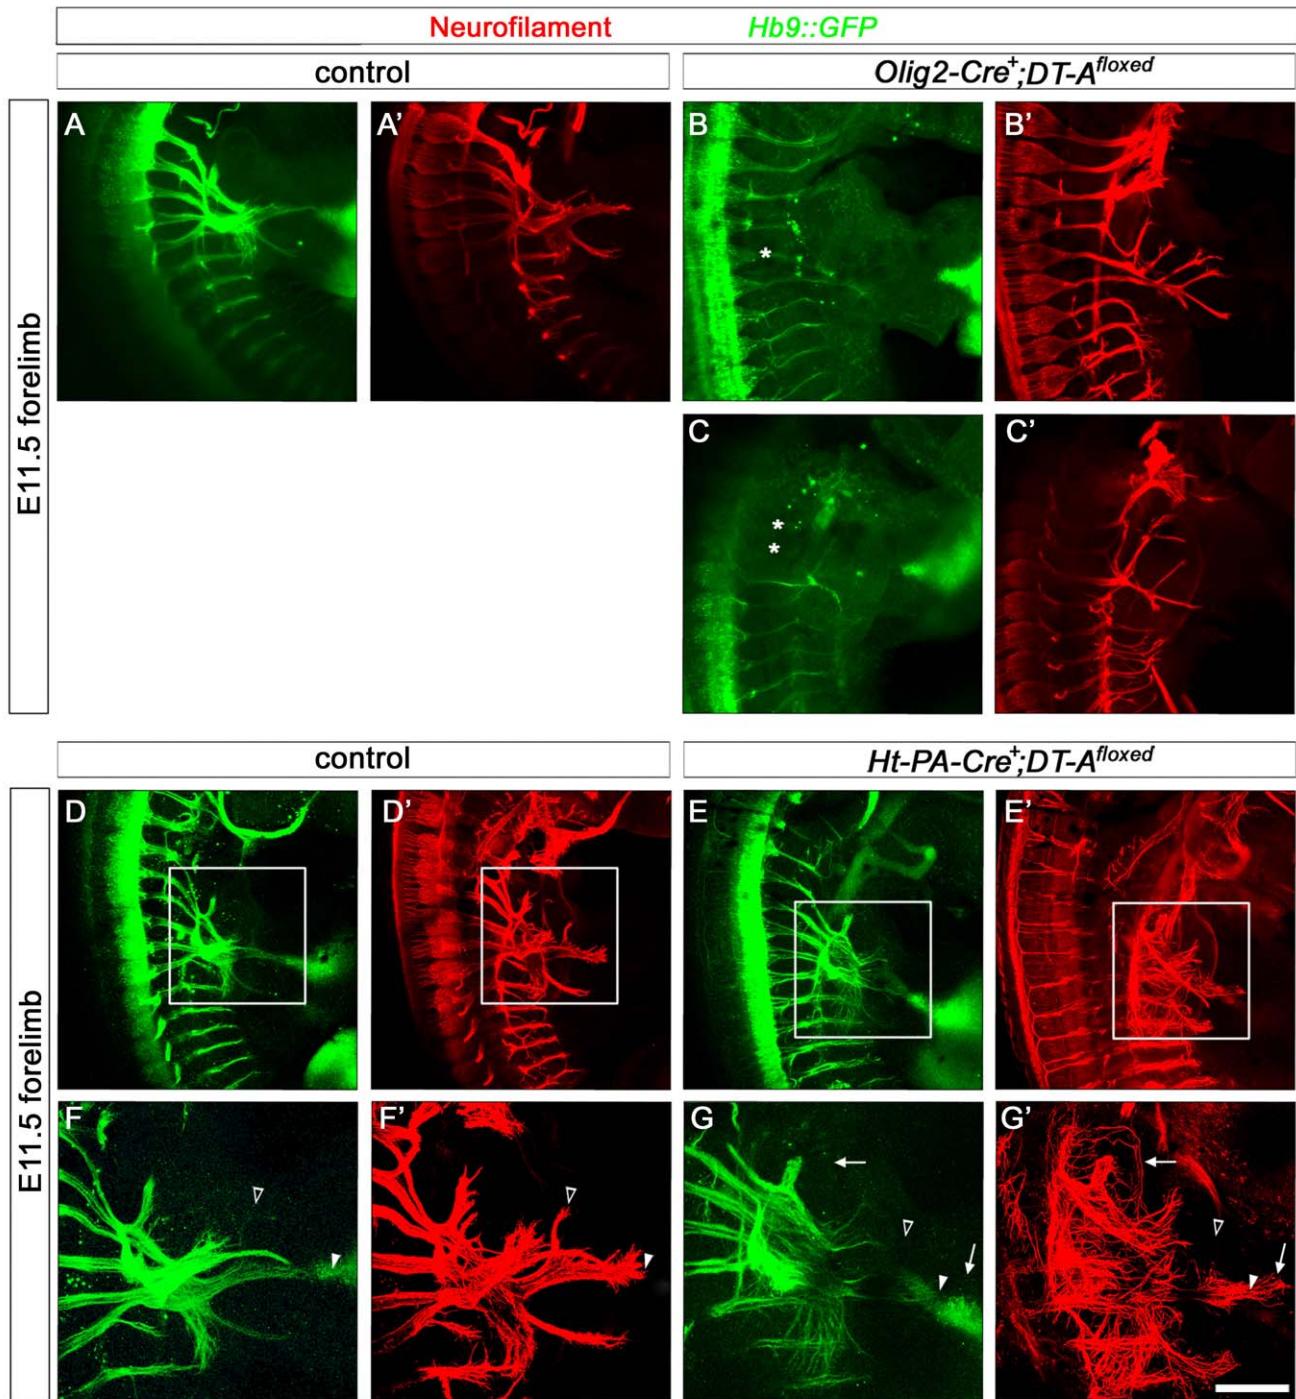 Neurofilament Hb9::GFP
control Olig2-Cre+;DT-Afloxed
E11.5 forelimb
A A' B B'
C C'
control Ht-PA-Cre+;DT-Afloxed
E11.5 forelimb
D D' E E'
F F' G G'